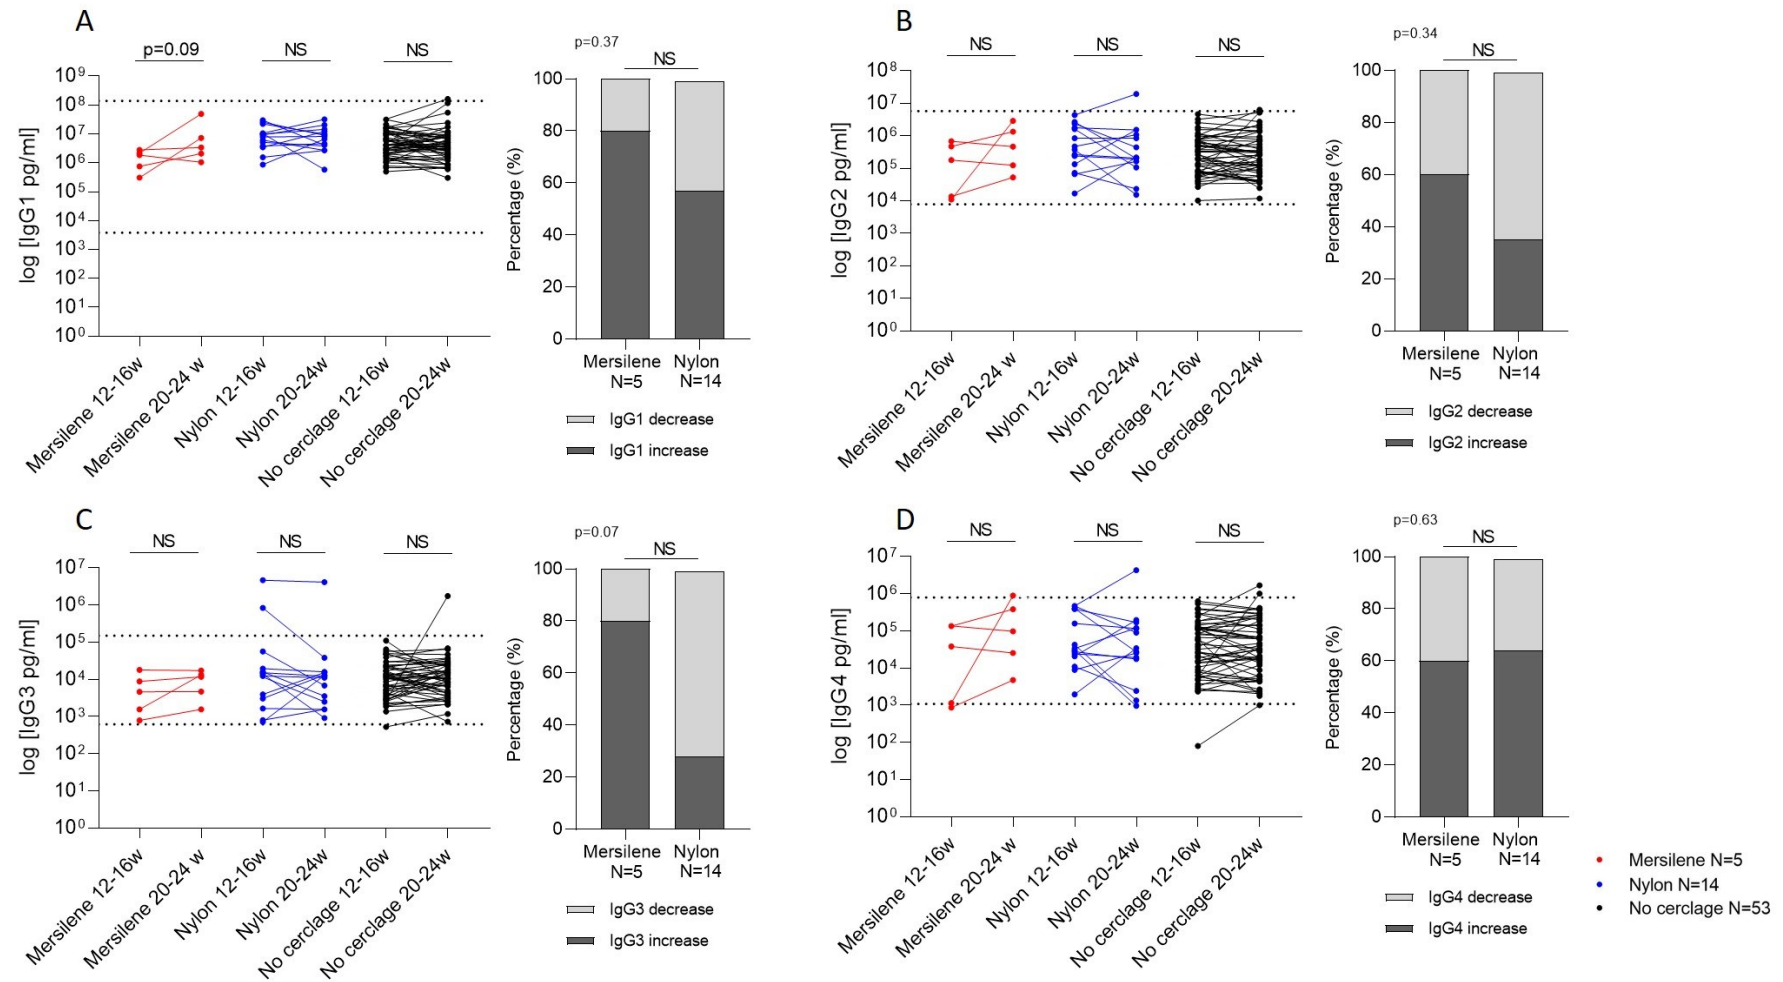 A
p=0.09
NS
NS
log [IgG1 pg/ml]
10⁹
10⁸
10⁷
10⁶
10⁵
10⁴
10³
10²
10¹
10⁰
Mersilene 12-16w
Mersilene 20-24 w
Nylon 12-16w
Nylon 20-24w
No cerclage 12-16w
No cerclage 20-24w
p=0.37
NS
Percentage (%)
100
80
60
40
20
0
Mersilene
N=5
Nylon
N=14
IgG1 decrease
IgG1 increase
B
NS
NS
NS
log [IgG2 pg/ml]
10⁸
10⁷
10⁶
10⁵
10⁴
10³
10²
10¹
10⁰
Mersilene 12-16w
Mersilene 20-24 w
Nylon 12-16w
Nylon 20-24w
No cerclage 12-16w
No cerclage 20-24w
p=0.34
NS
Percentage (%)
100
80
60
40
20
0
Mersilene
N=5
Nylon
N=14
IgG2 decrease
IgG2 increase
C
NS
NS
NS
log [IgG3 pg/ml]
10⁷
10⁶
10⁵
10⁴
10³
10²
10¹
10⁰
Mersilene 12-16w
Mersilene 20-24 w
Nylon 12-16w
Nylon 20-24w
No cerclage 12-16w
No cerclage 20-24w
p=0.07
NS
Percentage (%)
100
80
60
40
20
0
Mersilene
N=5
Nylon
N=14
IgG3 decrease
IgG3 increase
D
NS
NS
NS
log [IgG4 pg/ml]
10⁷
10⁶
10⁵
10⁴
10³
10²
10¹
10⁰
Mersilene 12-16w
Mersilene 20-24 w
Nylon 12-16w
Nylon 20-24w
No cerclage 12-16w
No cerclage 20-24w
p=0.63
NS
Percentage (%)
100
80
60
40
20
0
Mersilene
N=5
Nylon
N=14
IgG4 decrease
IgG4 increase
Mersilene N=5
Nylon N=14
No cerclage N=53